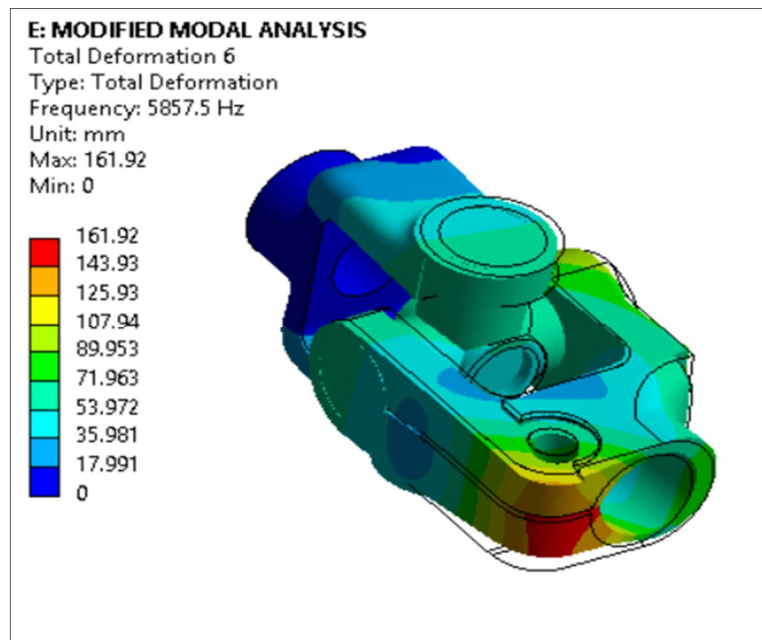 E: MODIFIED MODAL ANALYSIS
Total Deformation 6
Type: Total Deformation
Frequency: 5857.5 Hz
Unit: mm
Max: 161.92
Min: 0
161.92
143.93
125.93
107.94
89.953
71.963
53.972
35.981
17.991
0